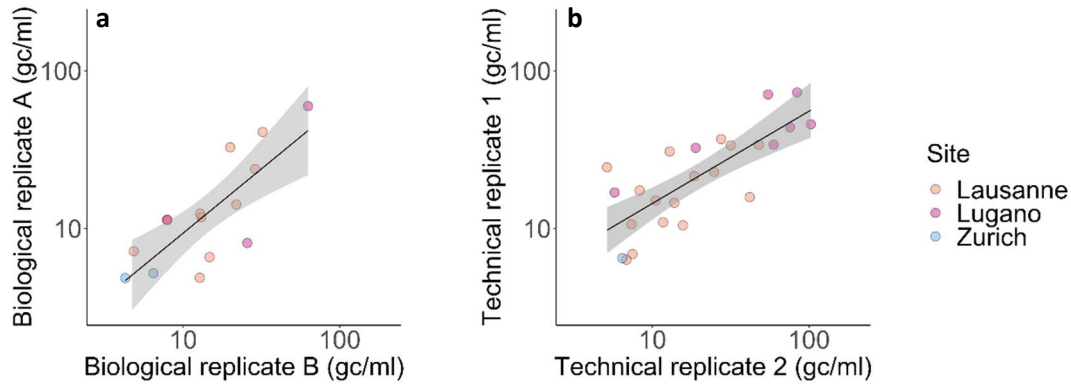 a
Biological replicate A (gc/ml)
100
10
10
100
Biological replicate B (gc/ml)
b
Technical replicate 1 (gc/ml)
100
10
10
100
Technical replicate 2 (gc/ml)
Site
Lausanne
Lugano
Zurich